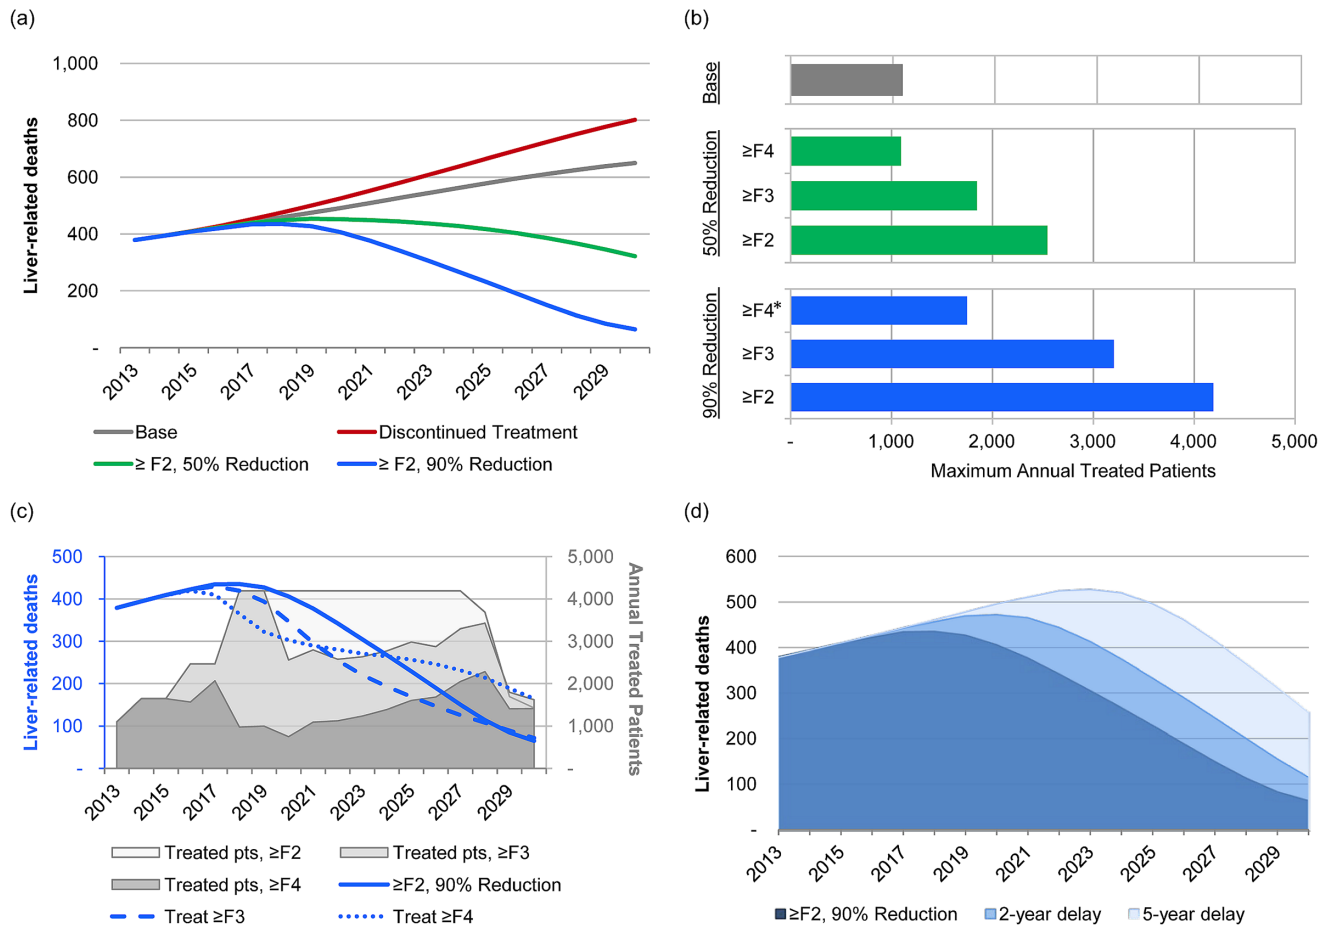 (a)
1,000
800
600
400
200
-
Liver-related deaths
2013
2015
2017
2019
2021
2023
2025
2027
2029
Base
Discontinued Treatment
≥ F2, 50% Reduction
≥ F2, 90% Reduction
(b)
Base
50% Reduction
≥F4
≥F3
≥F2
90% Reduction
≥F4*
≥F3
≥F2
-
1,000
2,000
3,000
4,000
5,000
Maximum Annual Treated Patients
(c)
500
400
300
200
100
-
Liver-related deaths
5,000
4,000
3,000
2,000
1,000
-
Annual Treated Patients
2013
2015
2017
2019
2021
2023
2025
2027
2029
Treated pts, ≥F2
Treated pts, ≥F3
Treated pts, ≥F4
≥F2, 90% Reduction
Treat ≥F3
Treat ≥F4
(d)
600
500
400
300
200
100
-
Liver-related deaths
2013
2015
2017
2019
2021
2023
2025
2027
2029
≥F2, 90% Reduction
2-year delay
5-year delay